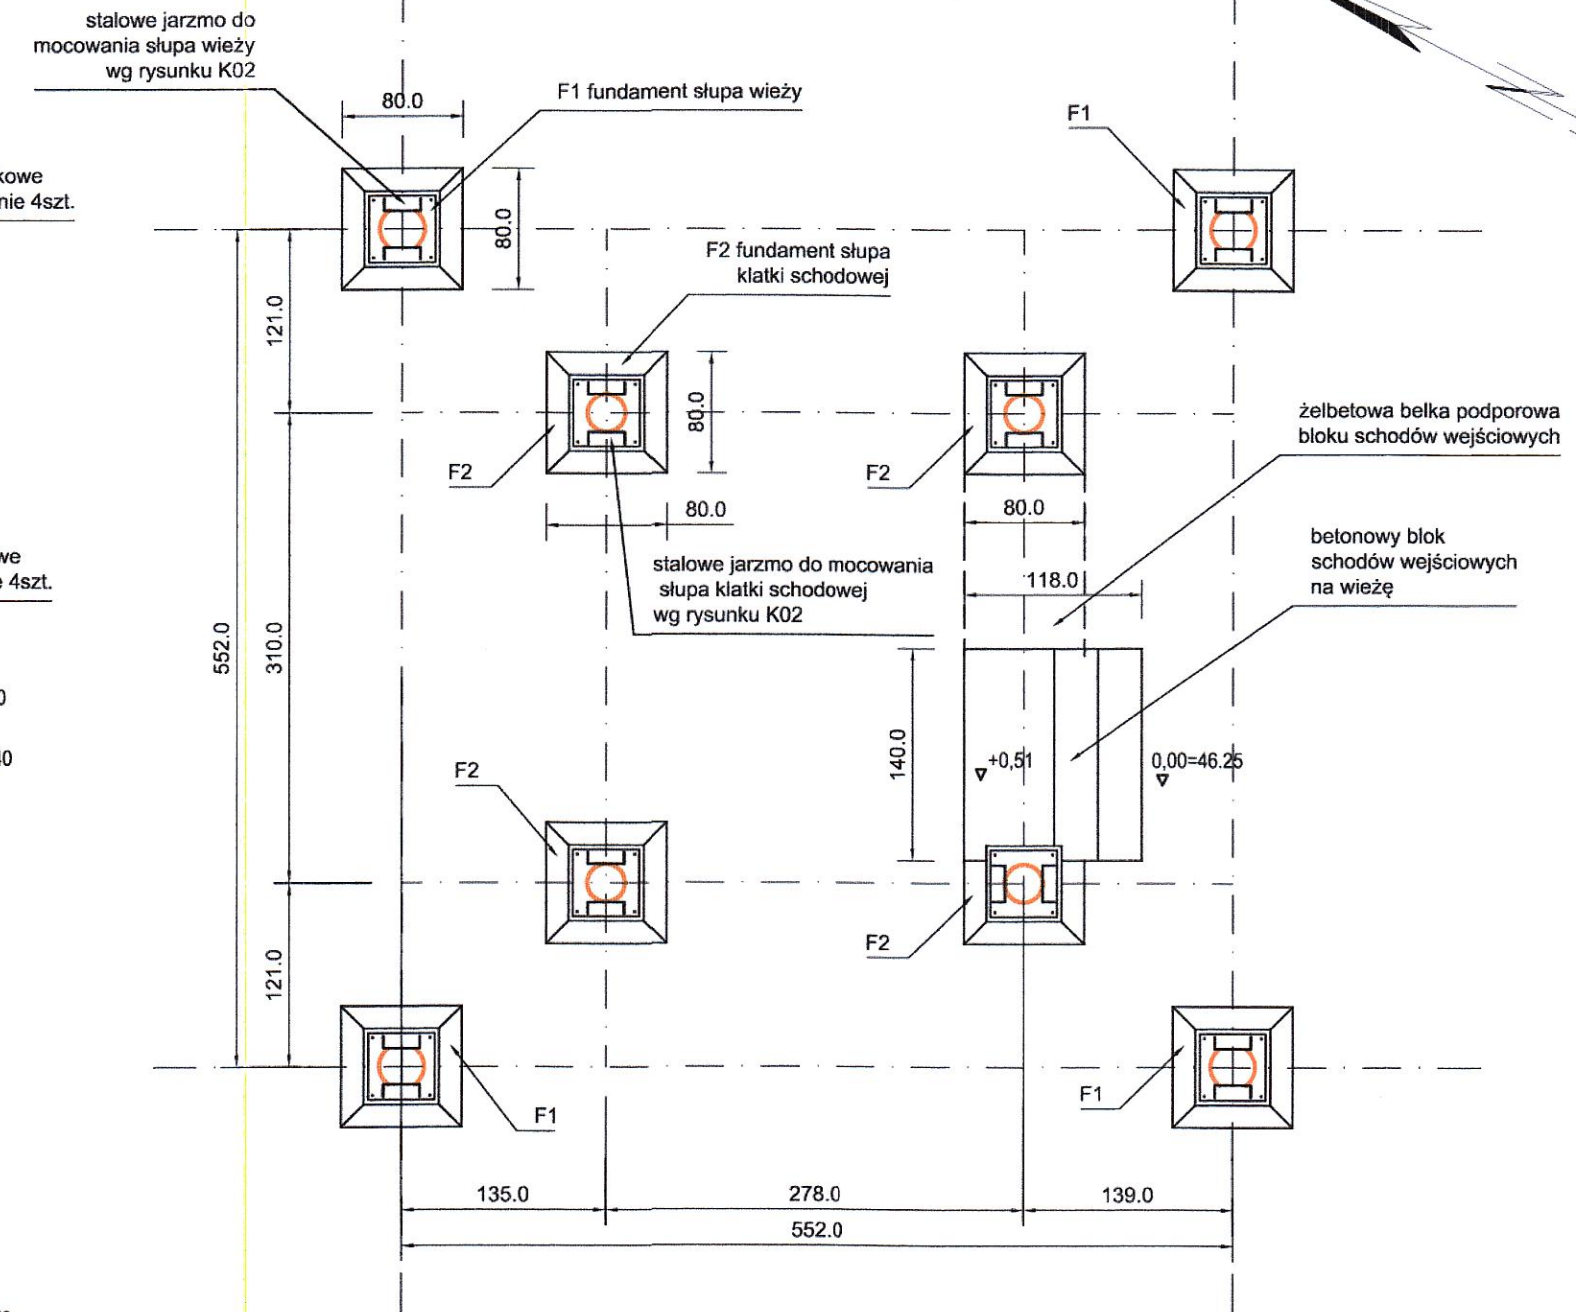 stalowe jarzmo do
mocowania słupa wieży
wg rysunku K02
80.0
F1 fundament słupa wieży
F1
kowe
nie 4szt.
80.0
F2 fundament słupa
klatki schodowej
121.0
80.0
żelbetowa belka podporowa
bloku schodów wejściowych
F2
F2
80.0
80.0
betonowy blok
schodów wejściowych
na wieżę
we
4szt.
stalowe jarzmo do mocowania
słupa klatki schodowej
wg rysunku K02
118.0
552.0
310.0
140.0
+0,51
0,00=46.25
F2
F2
121.0
F1
F1
135.0
278.0
139.0
552.0